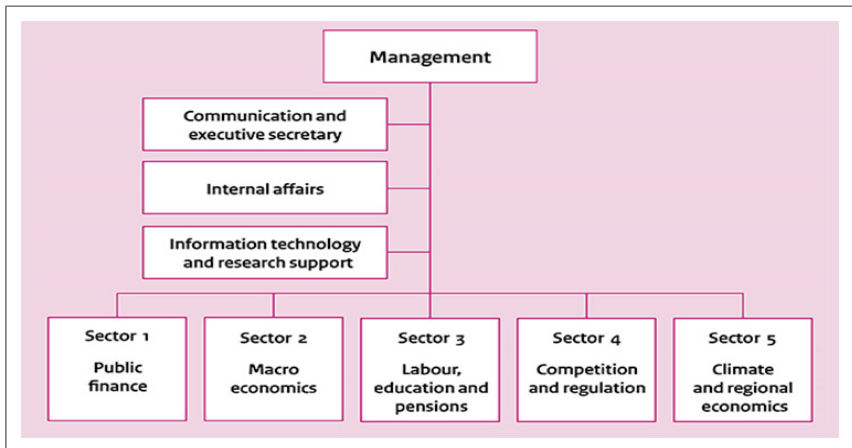 Management
Communication and
executive secretary
Internal affairs
Information technology
and research support
Sector 1
Public
finance
Sector 2
Macro
economics
Sector 3
Labour,
education and
pensions
Sector 4
Competition
and regulation
Sector 5
Climate
and regional
economics